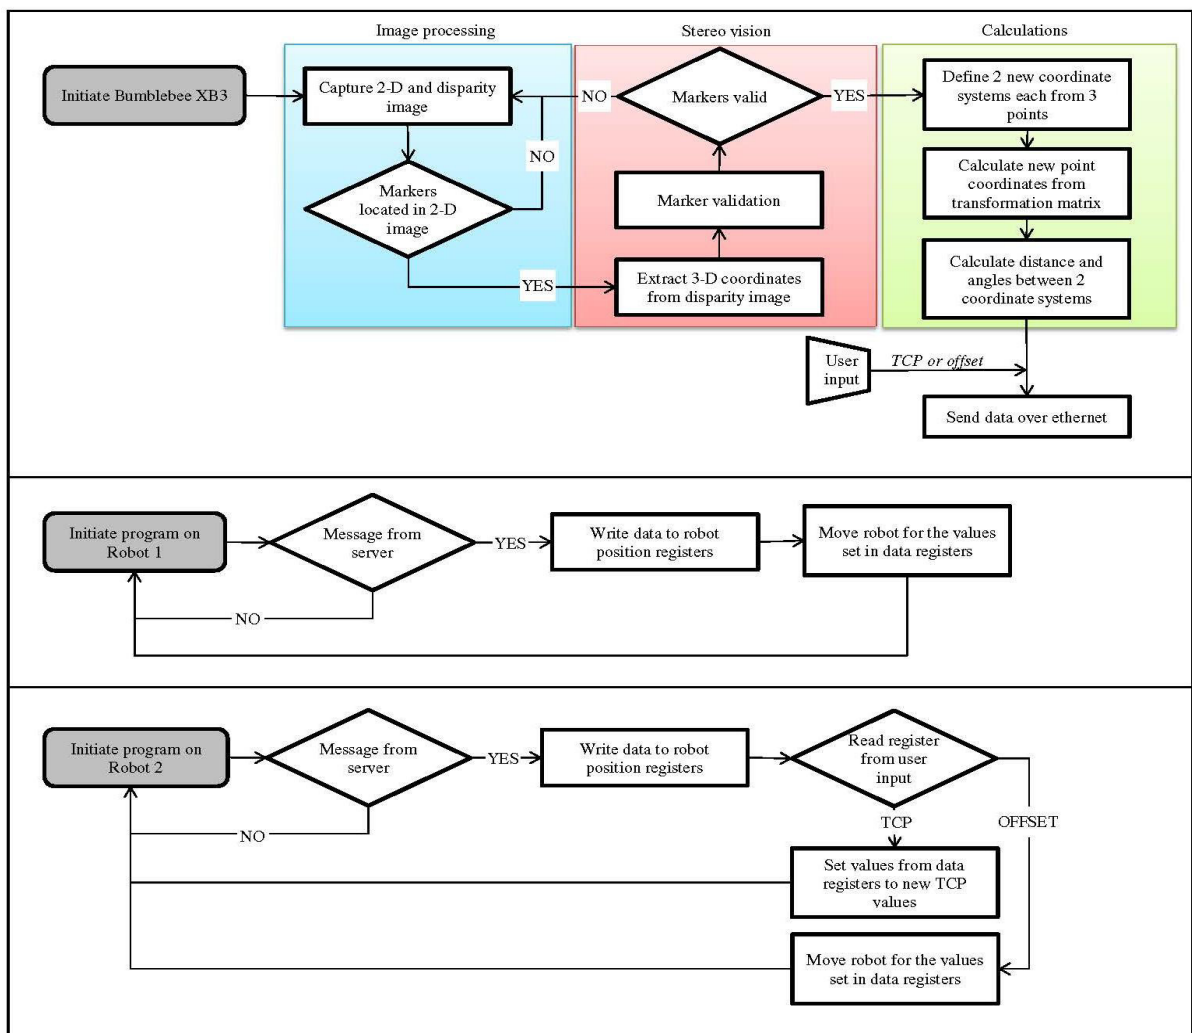 Image processing
Stereo vision
Calculations
Initiate Bumblebee XB3
Capture 2-D and disparity
image
NO
Markers valid
YES
Define 2 new coordinate
systems each from 3
points
NO
Markers
located in 2-D
image
Marker validation
Calculate new point
coordinates from
transformation matrix
YES
Extract 3-D coordinates
from disparity image
Calculate distance and
angles between 2
coordinate systems
User
input
TCP or offset
Send data over ethernet
Initiate program on
Robot 1
Message from
server
YES
Write data to robot
position registers
Move robot for the values
set in data registers
NO
Initiate program on
Robot 2
Message from
server
YES
Write data to robot
position registers
Read register
from user
input
NO
TCP
OFFSET
Set values from data
registers to new TCP
values
Move robot for the values
set in data registers